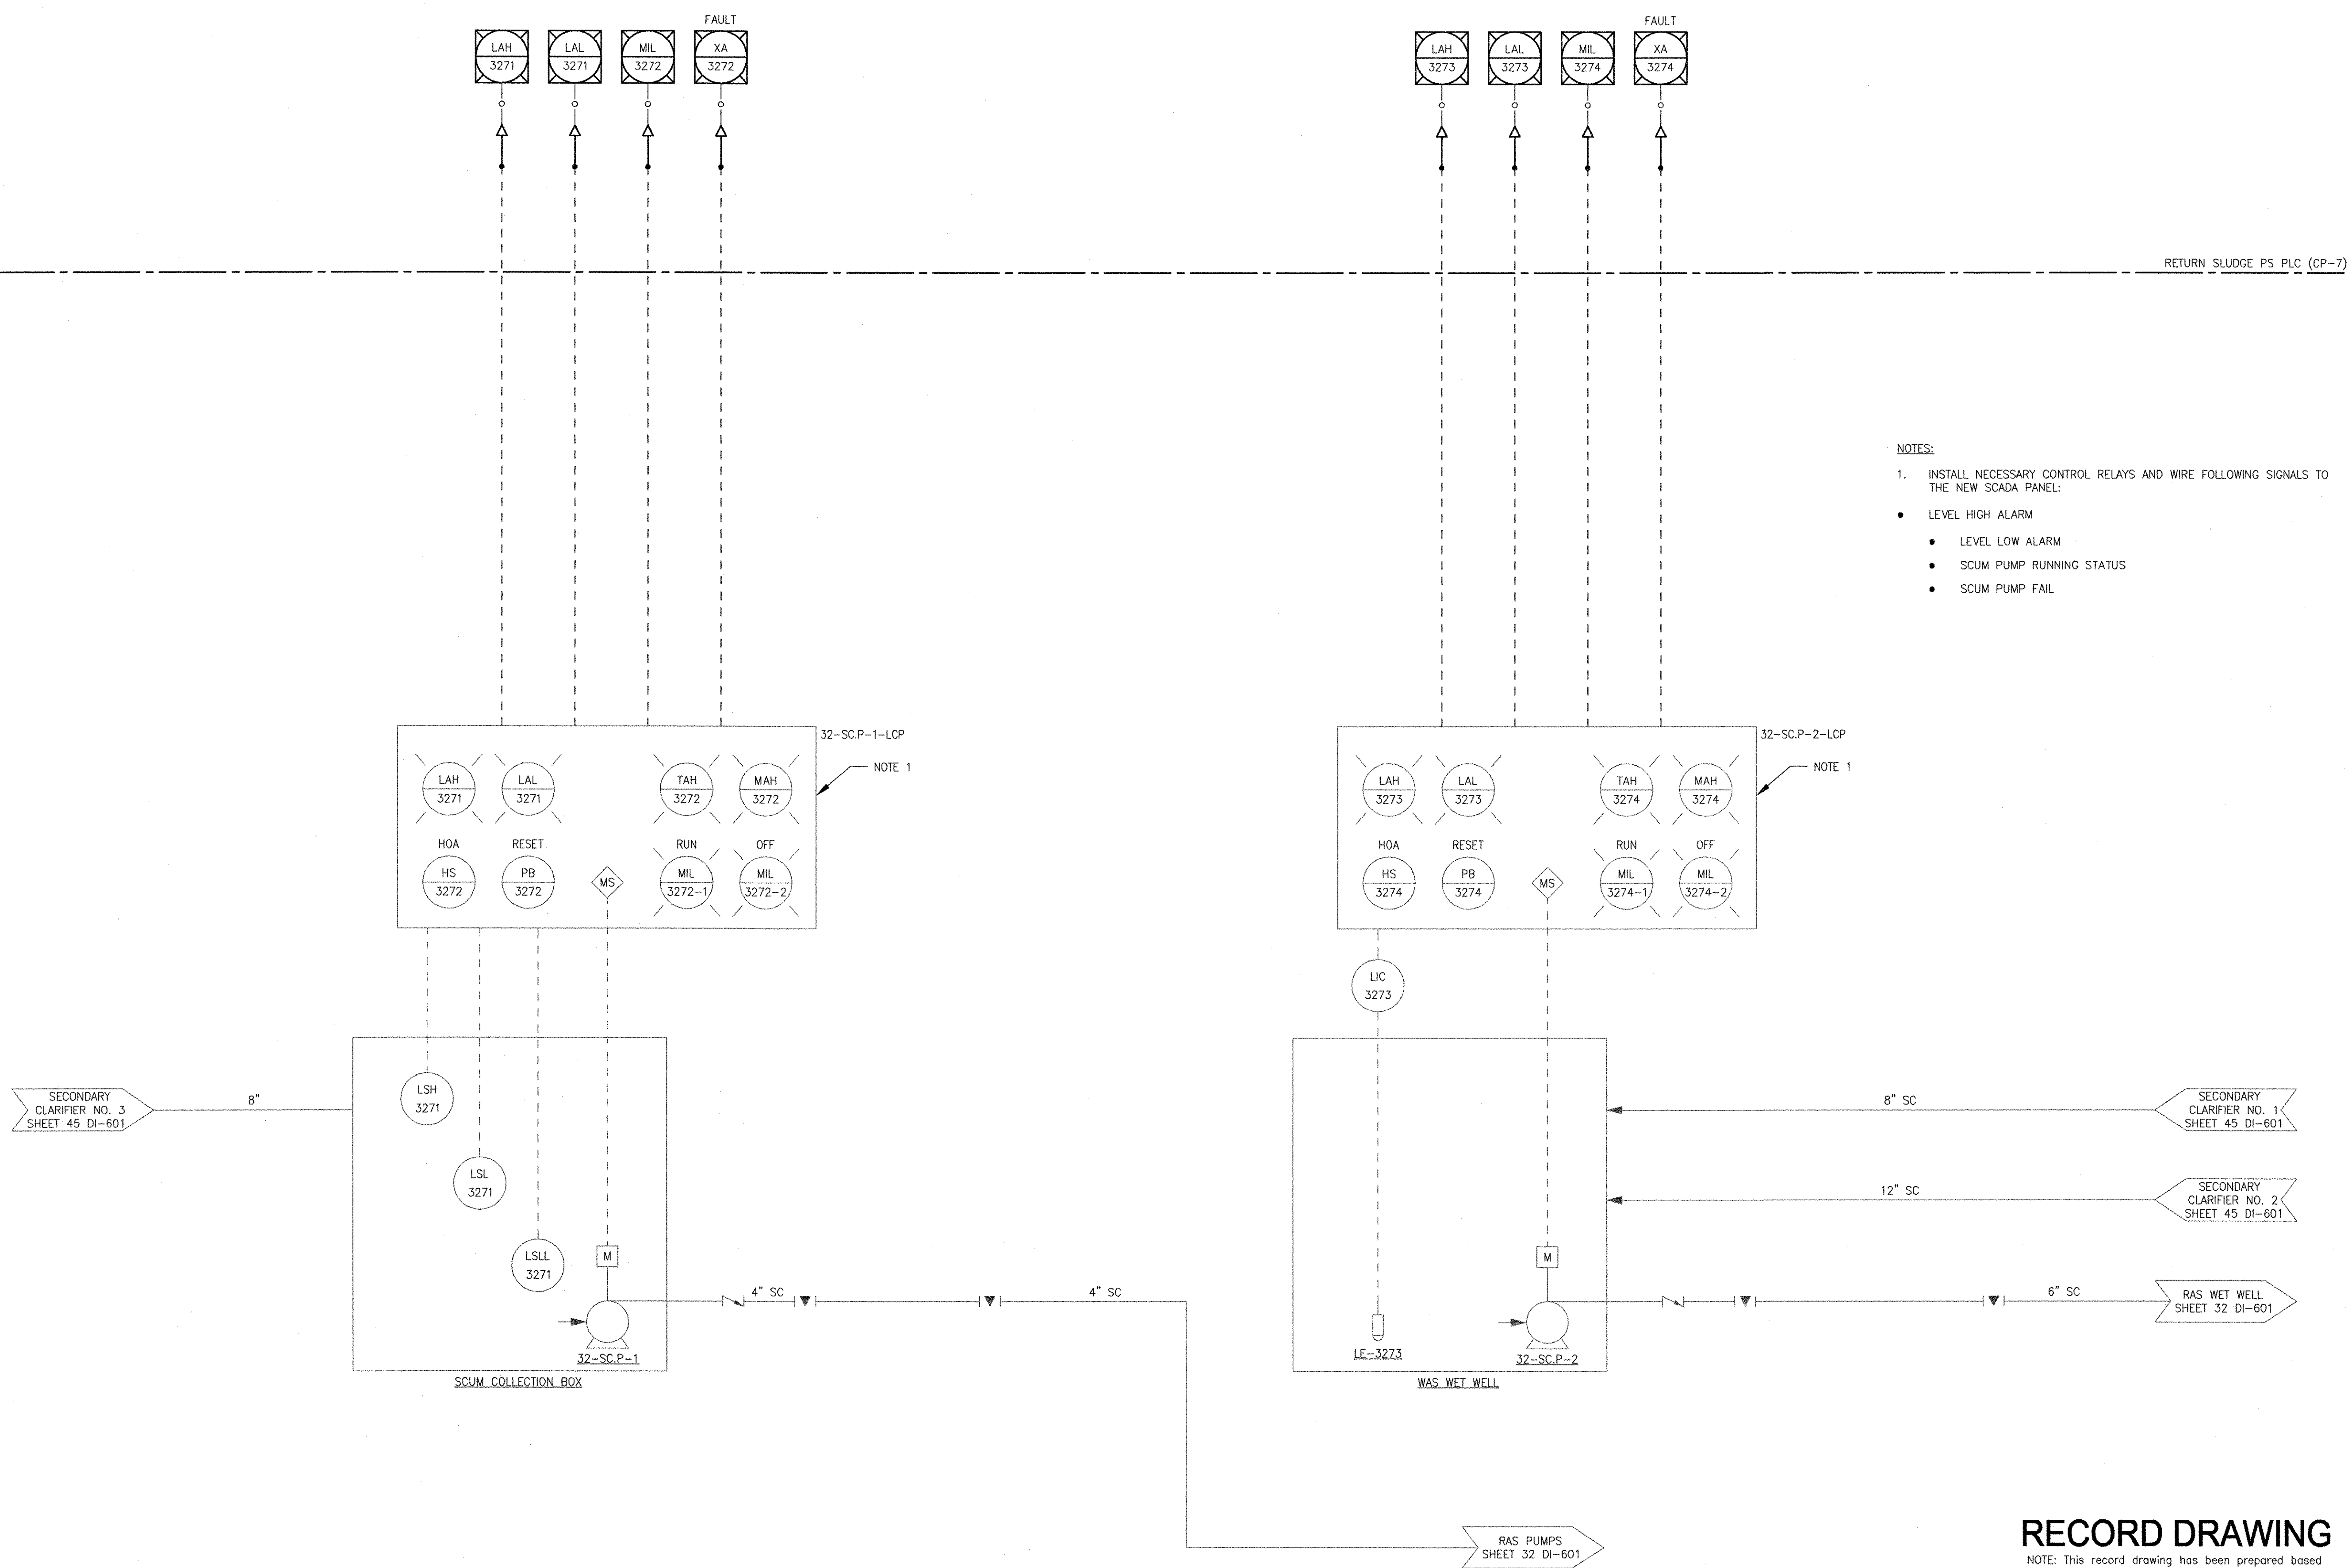 FAULT
LAH
3271
LAL
3271
MIL
3272
XA
3272
FAULT
LAH
3273
LAL
3273
MIL
3274
XA
3274
RETURN SLUDGE PS PLC (CP-7)
NOTES:
1. INSTALL NECESSARY CONTROL RELAYS AND WIRE FOLLOWING SIGNALS TO
THE NEW SCADA PANEL:
● LEVEL HIGH ALARM
● LEVEL LOW ALARM
● SCUM PUMP RUNNING STATUS
● SCUM PUMP FAIL
32-SC.P-1-LCP
NOTE 1
LAH
3271
LAL
3271
TAH
3272
MAH
3272
HOA
HS
3272
RESET
PB
3272
MS
RUN
MIL
3272-1
OFF
MIL
3272-2
32-SC.P-2-LCP
NOTE 1
LAH
3273
LAL
3273
TAH
3274
MAH
3274
HOA
HS
3274
RESET
PB
3274
MS
RUN
MIL
3274-1
OFF
MIL
3274-2
LIC
3273
SECONDARY
CLARIFIER NO. 3
SHEET 45 DI-601
8"
LSH
3271
LSL
3271
LSLL
3271
M
32-SC.P-1
SCUM COLLECTION BOX
4" SC
4" SC
M
LE-3273
32-SC.P-2
WAS WET WELL
8" SC
SECONDARY
CLARIFIER NO. 1
SHEET 45 DI-601
12" SC
SECONDARY
CLARIFIER NO. 2
SHEET 45 DI-601
6" SC
RAS WET WELL
SHEET 32 DI-601
RAS PUMPS
SHEET 32 DI-601
RECORD DRAWING
NOTE: This record drawing has been prepared based